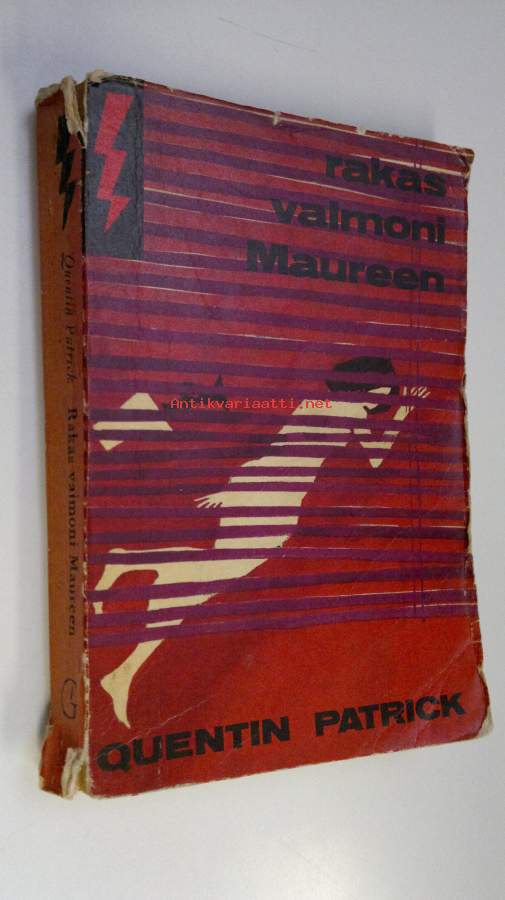 rakas
vaimoni
Maureen
Antikvariaatti.net
QUENTIN PATRICK
Quentin Patrick Rakas vaimoni Maureen